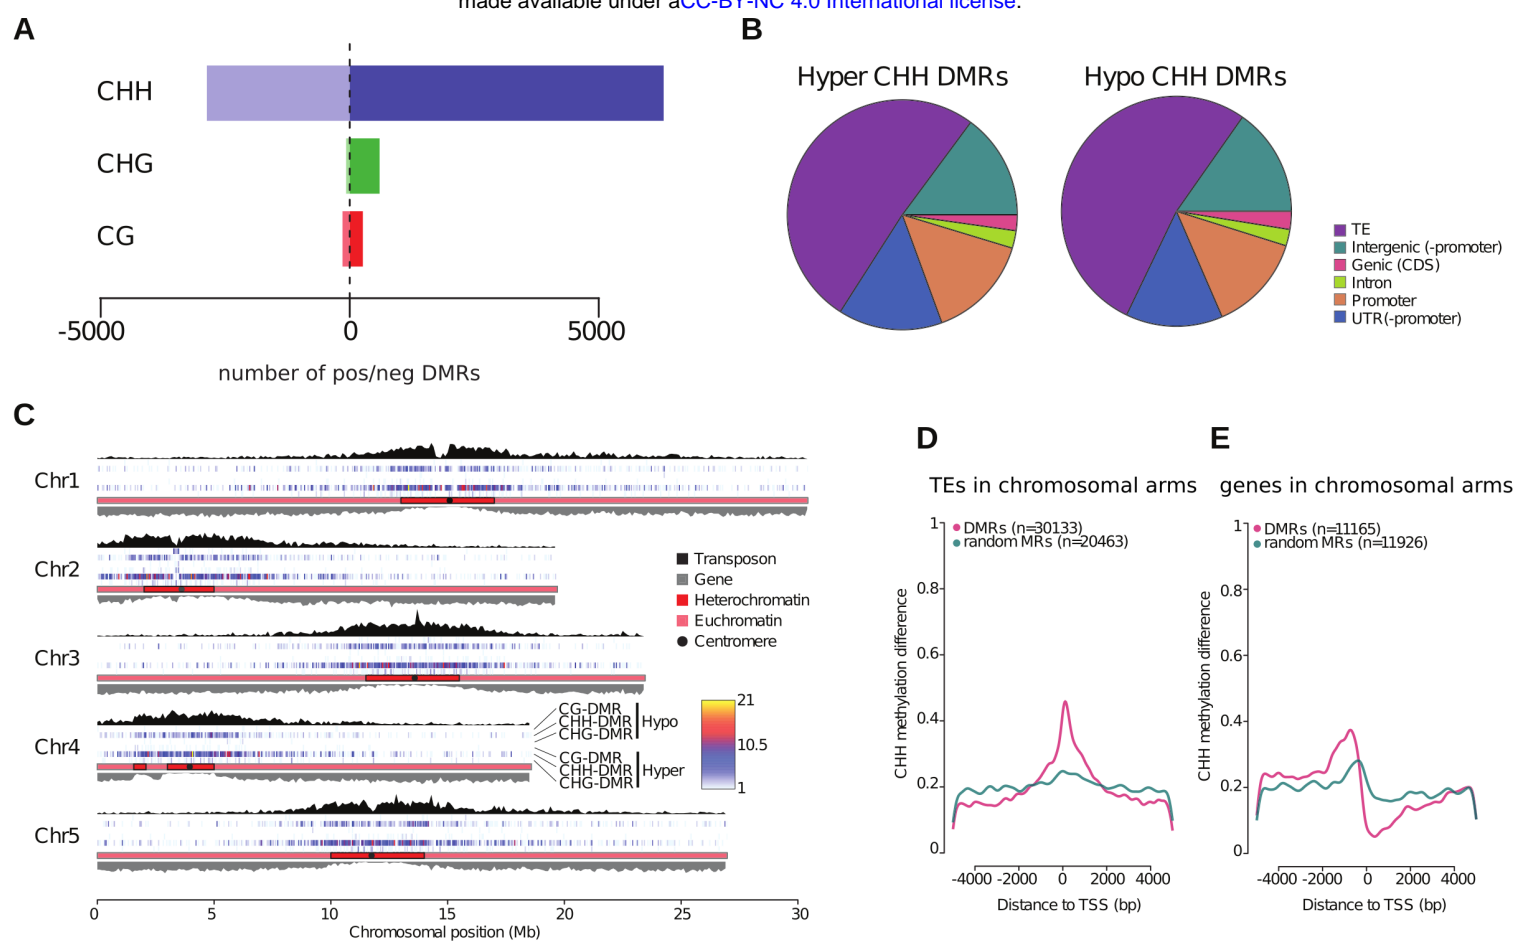 made available under aCC-BY-NC 4.0 International license.
A
CHH
CHG
CG
-5000
0
5000
number of pos/neg DMRs
B
Hyper CHH DMRs
Hypo CHH DMRs
TE
Intergenic (-promoter)
Genic (CDS)
Intron
Promoter
UTR(-promoter)
C
Chr1
Chr2
Chr3
Chr4
Chr5
Transposon
Gene
Heterochromatin
Euchromatin
Centromere
CG-DMR
CHH-DMR
CHG-DMR
Hypo
CG-DMR
CHH-DMR
CHG-DMR
Hyper
21
10.5
1
0
5
10
15
20
25
30
Chromosomal position (Mb)
D
TEs in chromosomal arms
DMRs (n=30133)
random MRs (n=20463)
CHH methylation difference
1
0.8
0.6
0.4
0.2
0
-4000
-2000
0
2000
4000
Distance to TSS (bp)
E
genes in chromosomal arms
DMRs (n=11165)
random MRs (n=11926)
CHH methylation difference
1
0.8
0.6
0.4
0.2
0
-4000
-2000
0
2000
4000
Distance to TSS (bp)